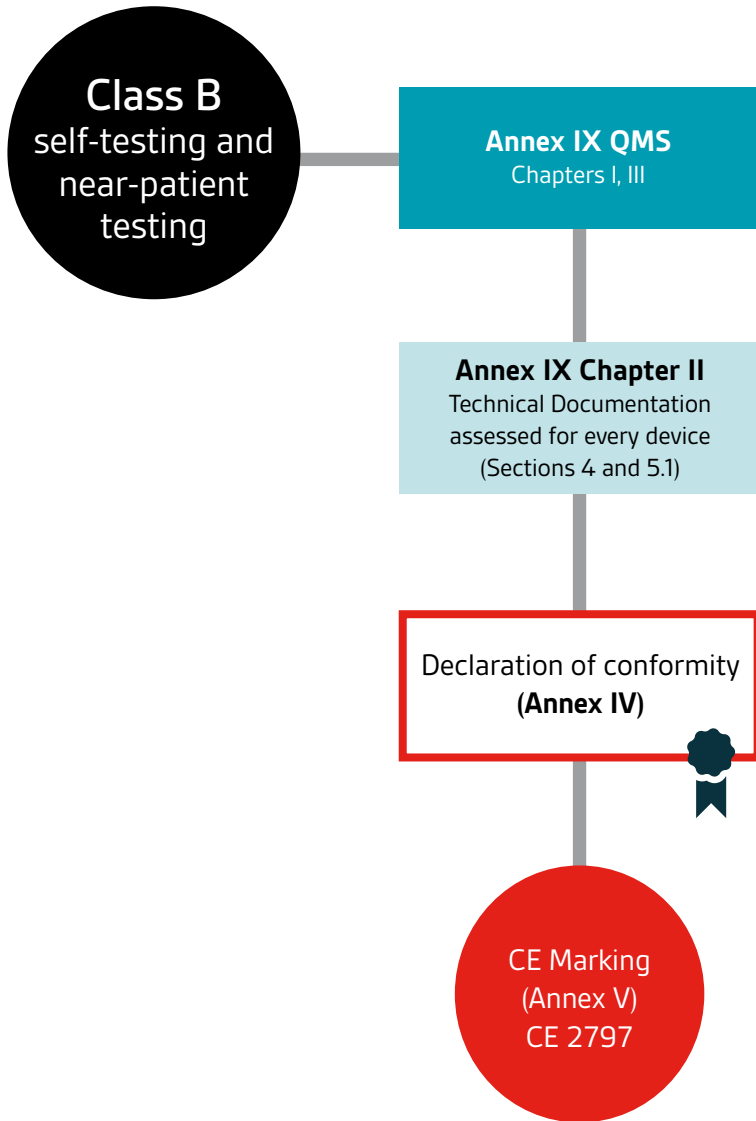 Class B
self-testing and
near-patient
testing
Annex IX QMS
Chapters I, III
Annex IX Chapter II
Technical Documentation
assessed for every device
(Sections 4 and 5.1)
Declaration of conformity
(Annex IV)
CE Marking
(Annex V)
CE 2797